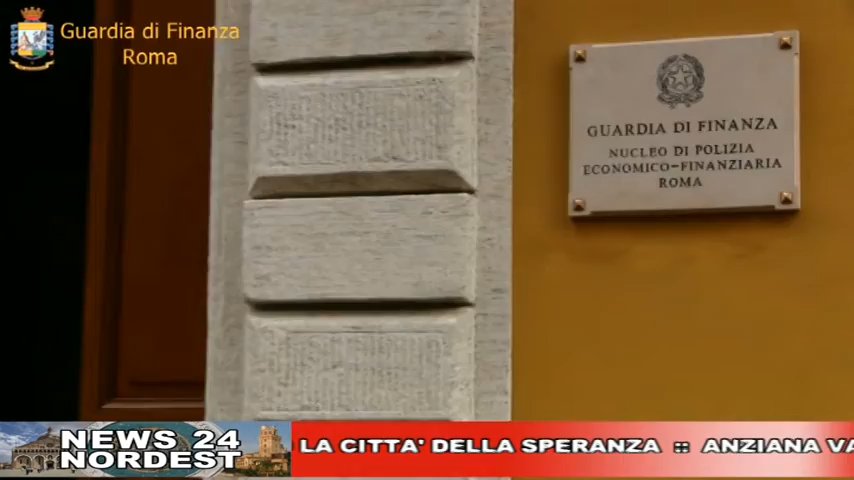 Guardia di Finanza
Roma
GUARDIA DI FINANZA
NUCLEO DI POLIZIA
ECONOMICO-FINANZIARIA
ROMA
NEWS 24
NORDEST
LA CITTA' DELLA SPERANZA :: ANZIANA VA